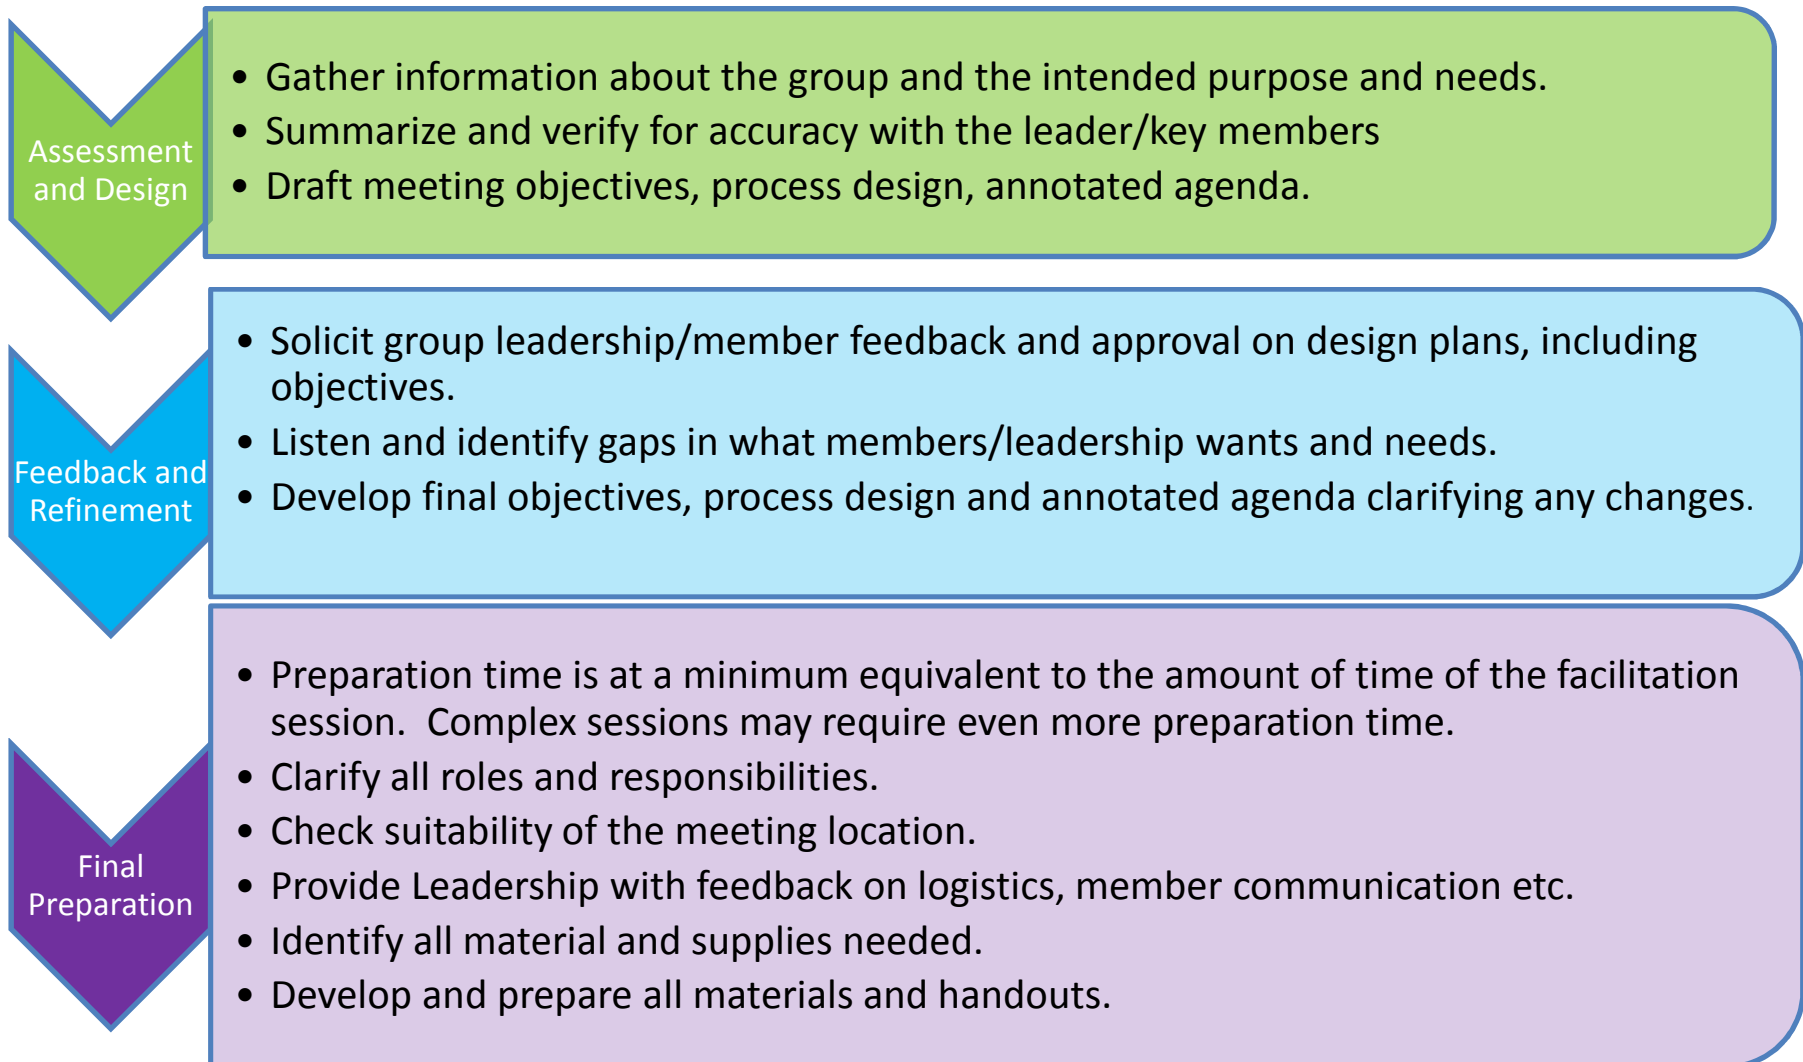 Assessment
and Design
• Gather information about the group and the intended purpose and needs.
• Summarize and verify for accuracy with the leader/key members
• Draft meeting objectives, process design, annotated agenda.
Feedback and
Refinement
• Solicit group leadership/member feedback and approval on design plans, including
objectives.
• Listen and identify gaps in what members/leadership wants and needs.
• Develop final objectives, process design and annotated agenda clarifying any changes.
Final
Preparation
• Preparation time is at a minimum equivalent to the amount of time of the facilitation
session.  Complex sessions may require even more preparation time.
• Clarify all roles and responsibilities.
• Check suitability of the meeting location.
• Provide Leadership with feedback on logistics, member communication etc.
• Identify all material and supplies needed.
• Develop and prepare all materials and handouts.